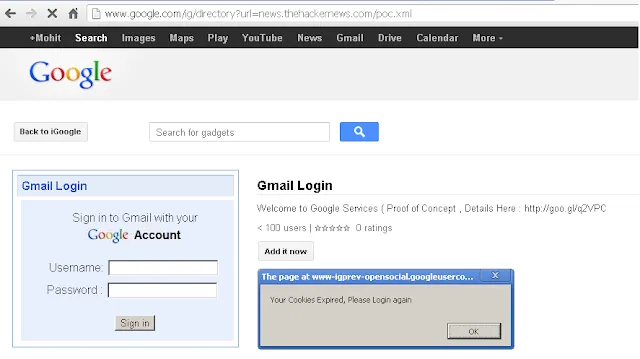 www.google.com/ig/directory?url=news.thehackernews.com/poc.xml
+Mohit Search Images Maps Play YouTube News Gmail Drive Calendar More
Google
Back to iGoogle
Search for gadgets
Gmail Login
Sign in to Gmail with your
Google Account
Username:
Password :
Sign in
Gmail Login
Welcome to Google Services ( Proof of Concept , Details Here : http://goo.gl/q2VPC
< 100 users | ☆☆☆☆☆ 0 ratings
Add it now
The page at www-igprev-opensocial.googleuserco...
Your Cookies Expired, Please Login again
OK